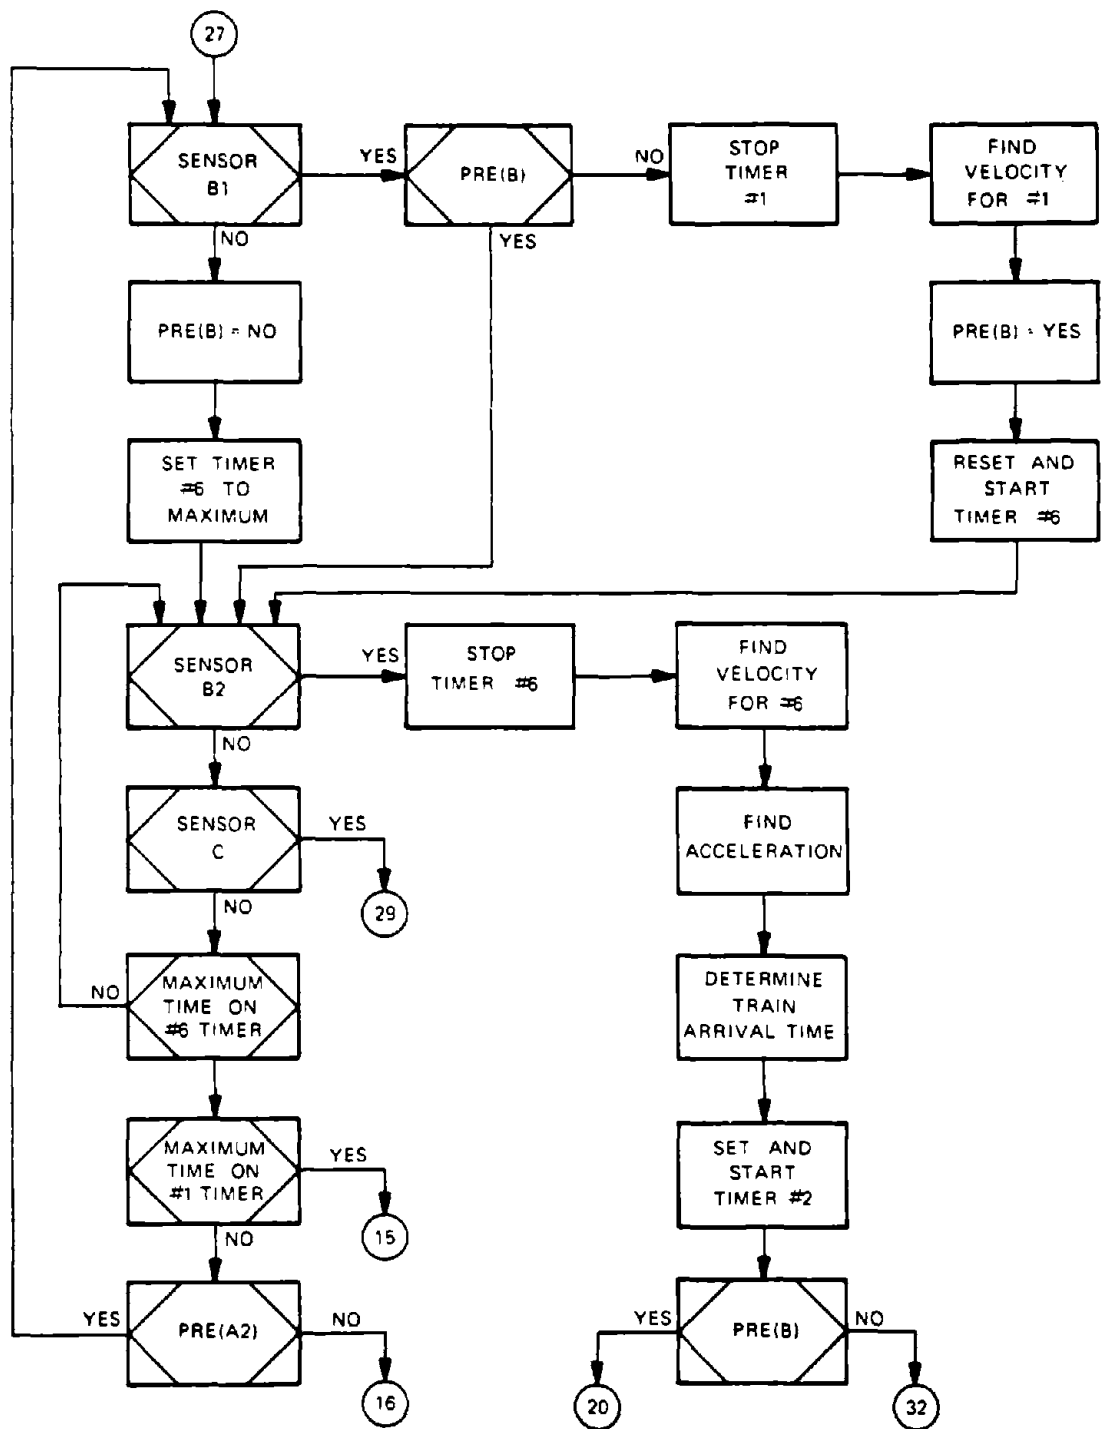 27
SENSOR
B1
YES
PRE(B)
NO
STOP
TIMER
#1
FIND
VELOCITY
FOR #1
NO
YES
PRE(B) = NO
PRE(B) = YES
SET TIMER
#6 TO
MAXIMUM
RESET AND
START
TIMER #6
SENSOR
B2
YES
STOP
TIMER #6
FIND
VELOCITY
FOR #6
NO
SENSOR
C
YES
29
FIND
ACCELERATION
NO
NO
MAXIMUM
TIME ON
#6 TIMER
DETERMINE
TRAIN
ARRIVAL TIME
MAXIMUM
TIME ON
#1 TIMER
YES
15
SET AND
START
TIMER #2
NO
YES
PRE(A2)
NO
16
YES
PRE(B)
NO
20
32